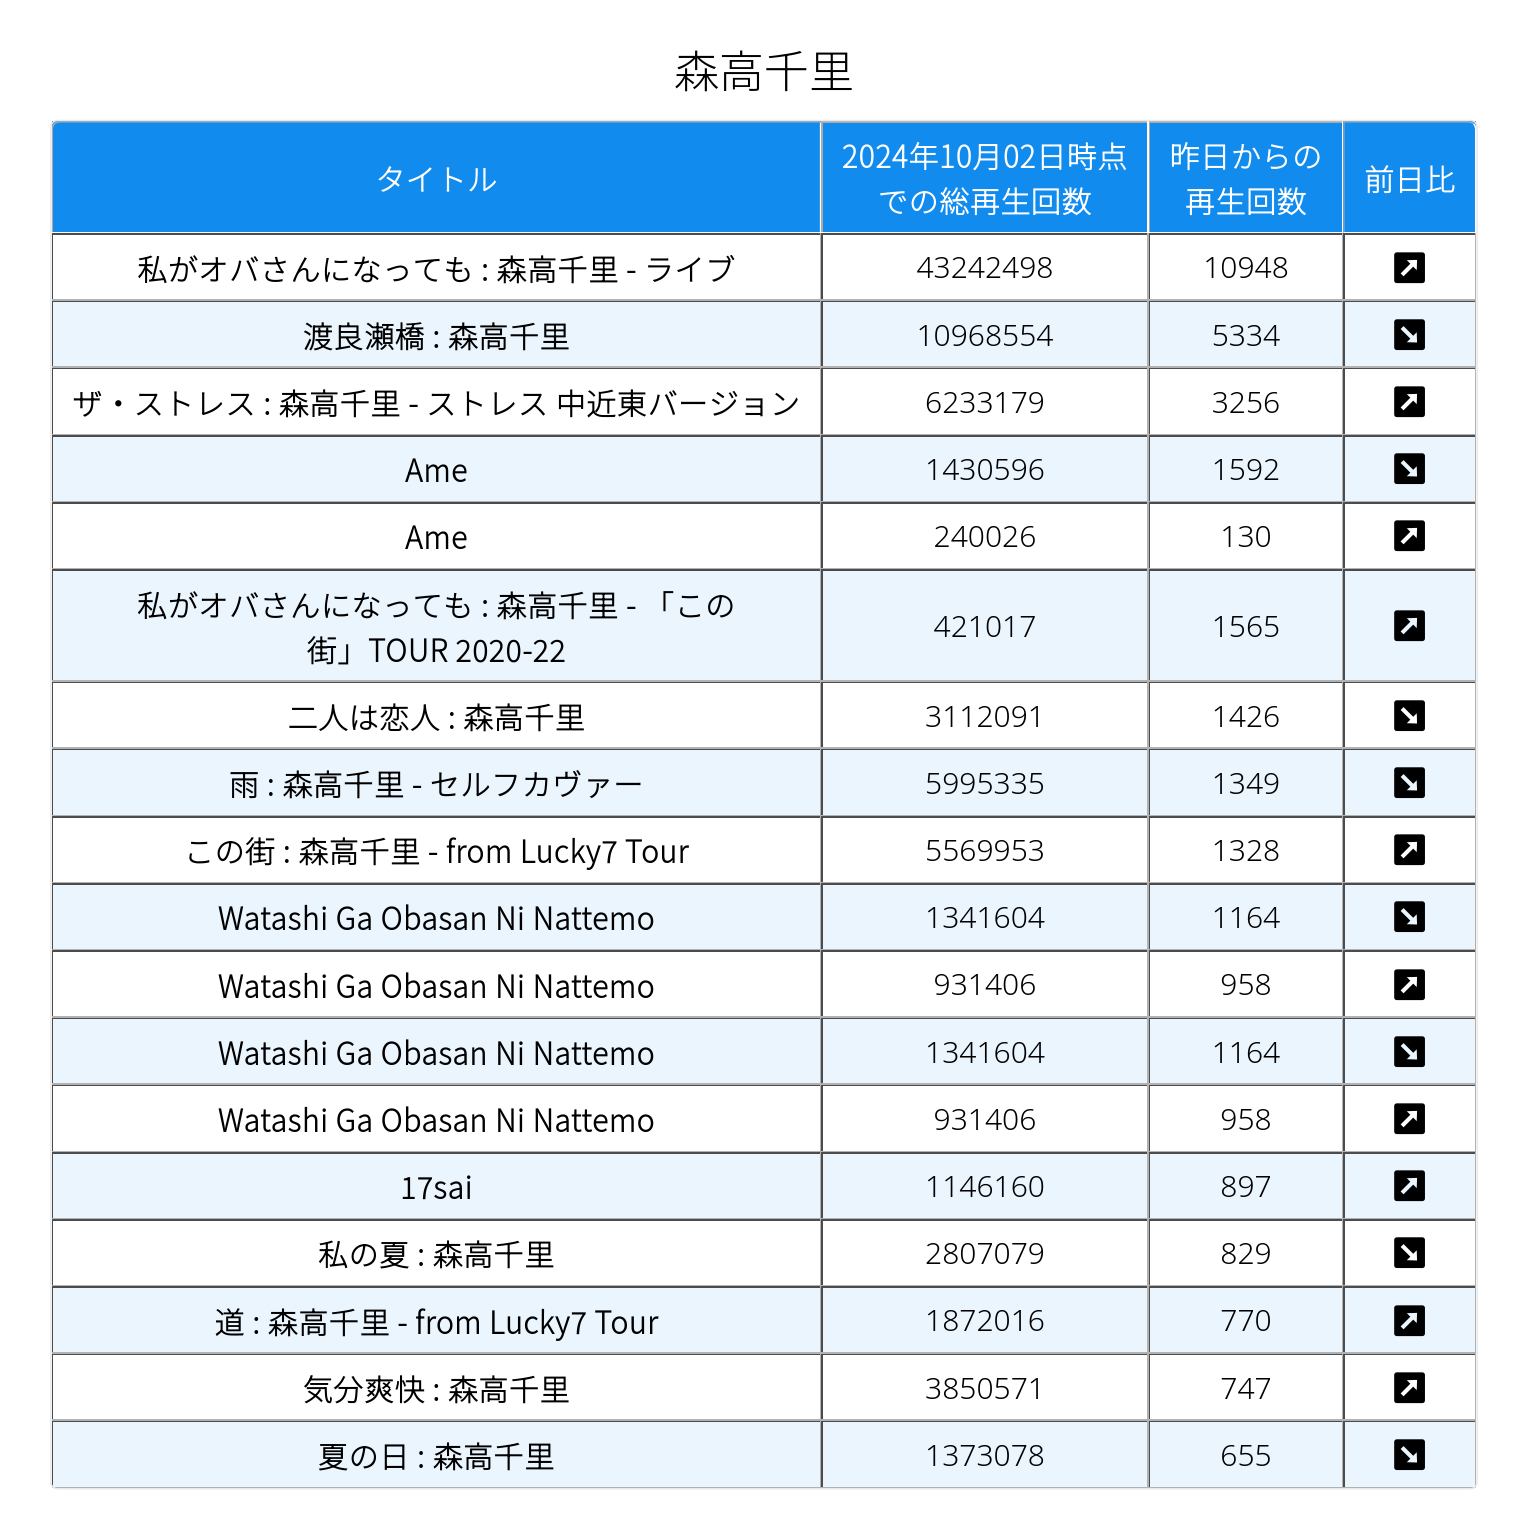 森高千里
タイトル
2024年10月02日時点
での総再生回数
昨日からの
再生回数
前日比
私がオバさんになっても : 森高千里 - ライブ 43242498 10948
渡良瀬橋 : 森高千里 10968554 5334
ザ・ストレス : 森高千里 - ストレス 中近東バージョン 6233179 3256
Ame 1430596 1592
Ame 240026 130
私がオバさんになっても : 森高千里 - 「この
街」TOUR 2020-22
421017 1565
二人は恋人 : 森高千里 3112091 1426
雨 : 森高千里 - セルフカヴァー 5995335 1349
この街 : 森高千里 - from Lucky7 Tour 5569953 1328
Watashi Ga Obasan Ni Nattemo 1341604 1164
Watashi Ga Obasan Ni Nattemo 931406 958
Watashi Ga Obasan Ni Nattemo 1341604 1164
Watashi Ga Obasan Ni Nattemo 931406 958
17sai 1146160 897
私の夏 : 森高千里 2807079 829
道 : 森高千里 - from Lucky7 Tour 1872016 770
気分爽快 : 森高千里 3850571 747
夏の日 : 森高千里 1373078 655